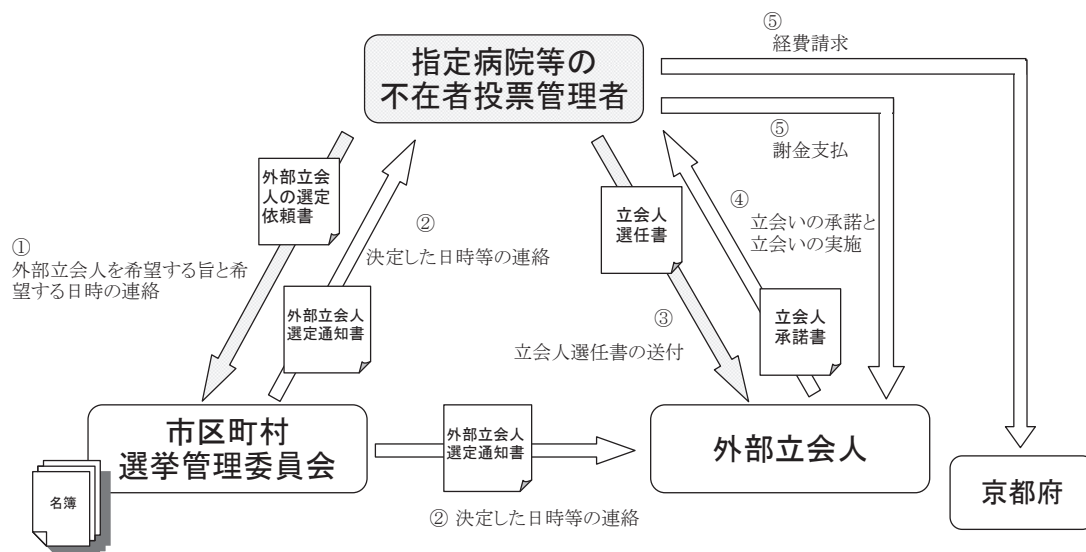 ⑤
経費請求
指定病院等の
不在者投票管理者
⑤
謝金支払
外部立会
人の選定
依頼書
①
外部立会人を希望する旨と希
望する日時の連絡
②
決定した日時等の連絡
外部立会人
選定通知書
立会人
選任書
④
立会いの承諾と
立会いの実施
③
立会人選任書の送付
立会人
承諾書
市区町村
選挙管理委員会
名簿
外部立会人
選定通知書
② 決定した日時等の連絡
外部立会人
京都府